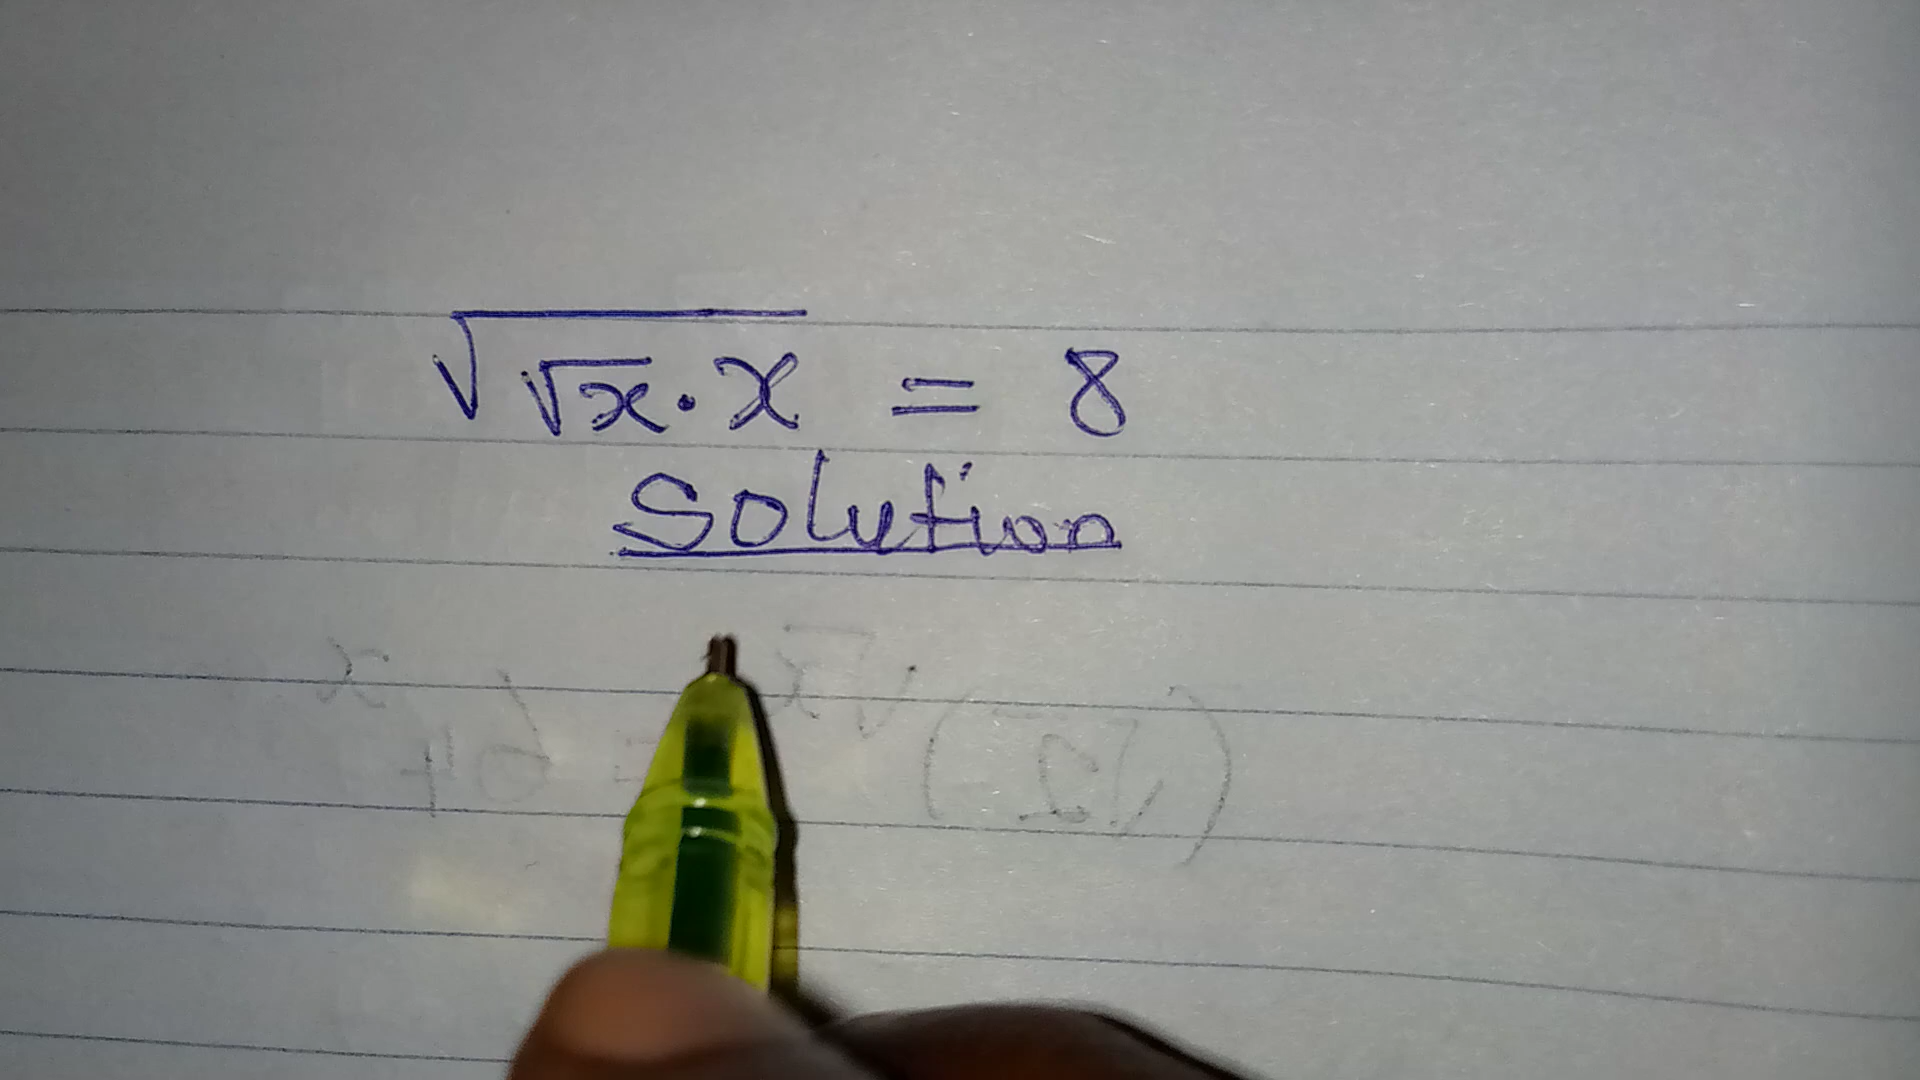 √(√x · x) = 8
Solution